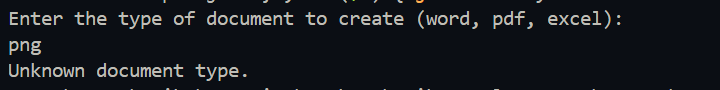 Enter the type of document to create (word, pdf, excel):
png
Unknown document type.